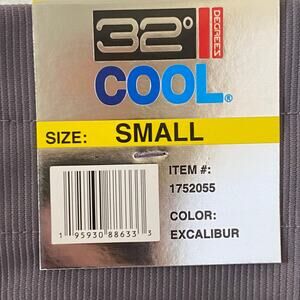 32° DEGREES
COOL®
SIZE: SMALL
ITEM #:
1752055
COLOR:
EXCALIBUR
1 95930 88633 3